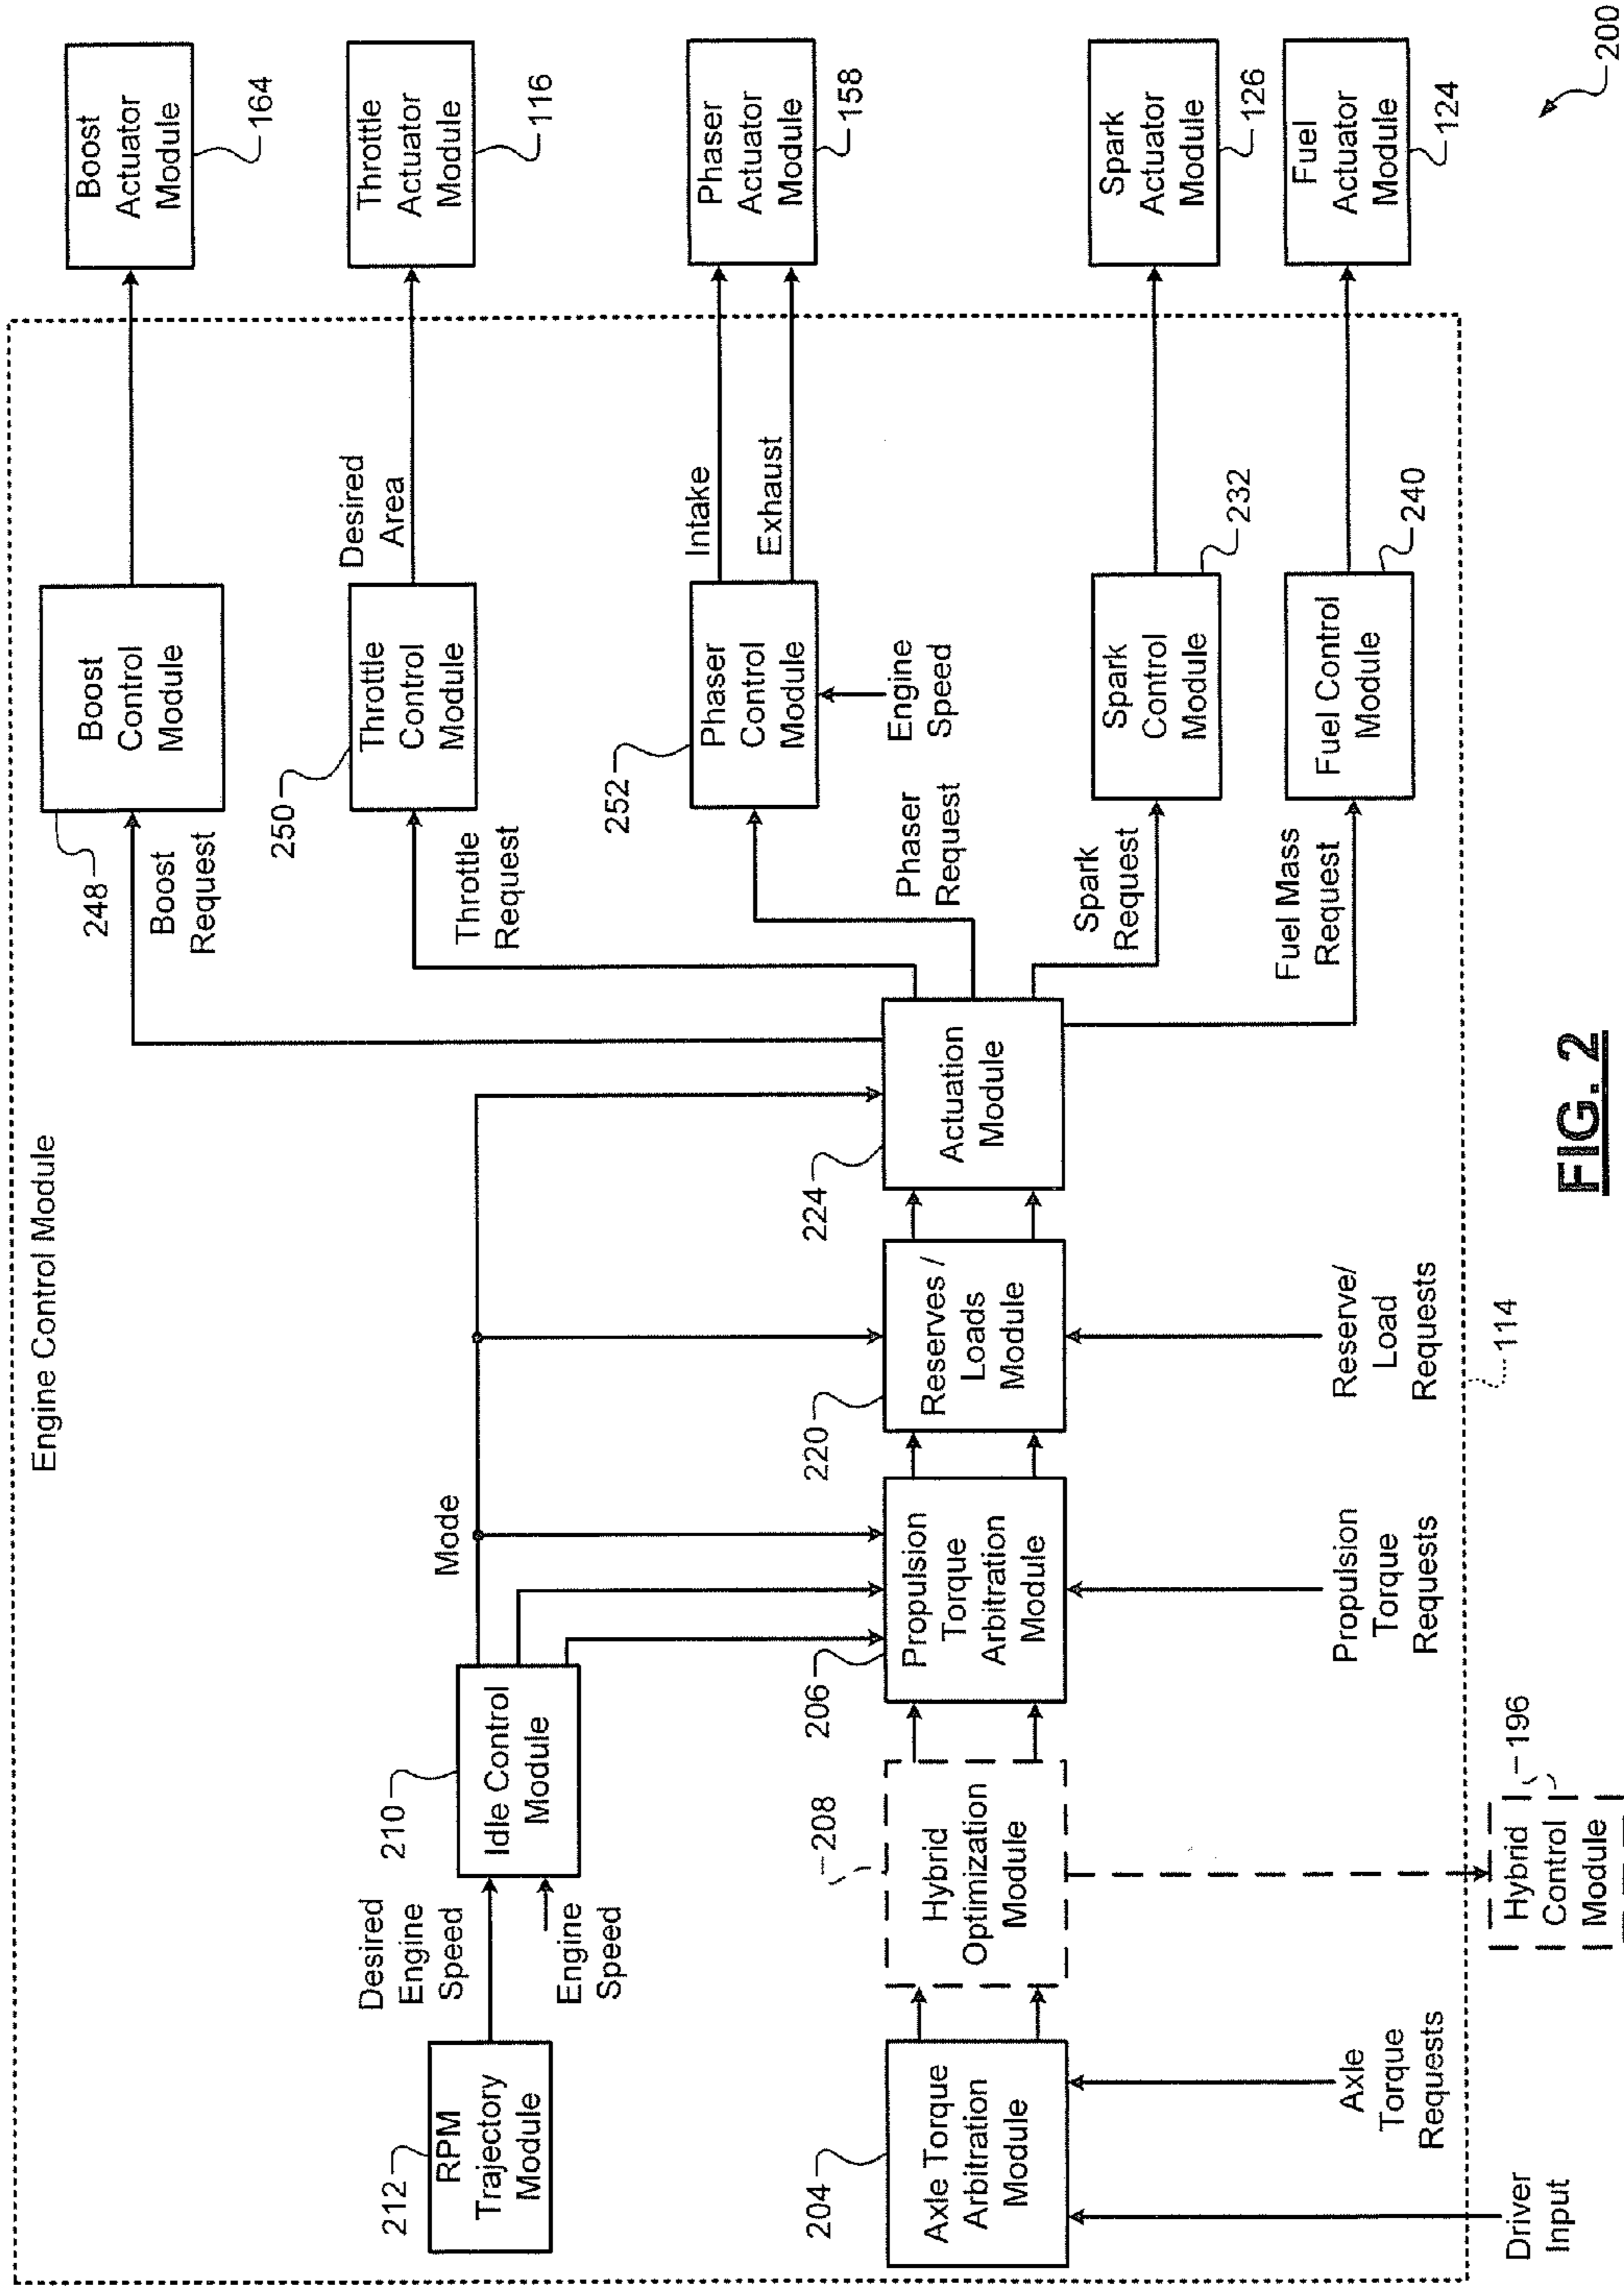 Engine Control Module
212
RPM
Trajectory
Module
Desired
Engine
Speed
Engine
Speed
210
Idle Control
Module
Mode
204
Axle Torque
Arbitration
Module
Driver
Input
Axle
Torque
Requests
208
Hybrid
Optimization
Module
Hybrid
Control
Module
196
206
Propulsion
Torque
Arbitration
Module
Propulsion
Torque
Requests
220
Reserves /
Loads
Module
Reserve/
Load
Requests
114
224
Actuation
Module
248
Boost
Request
Boost
Control
Module
Boost
Actuator
Module
164
250
Throttle
Request
Throttle
Control
Module
Desired
Area
Throttle
Actuator
Module
116
252
Phaser
Request
Phaser
Control
Module
Engine
Speed
Intake
Exhaust
Phaser
Actuator
Module
158
Spark
Request
Spark
Control
Module
232
Spark
Actuator
Module
126
Fuel Mass
Request
Fuel Control
Module
240
Fuel
Actuator
Module
124
200
FIG. 2